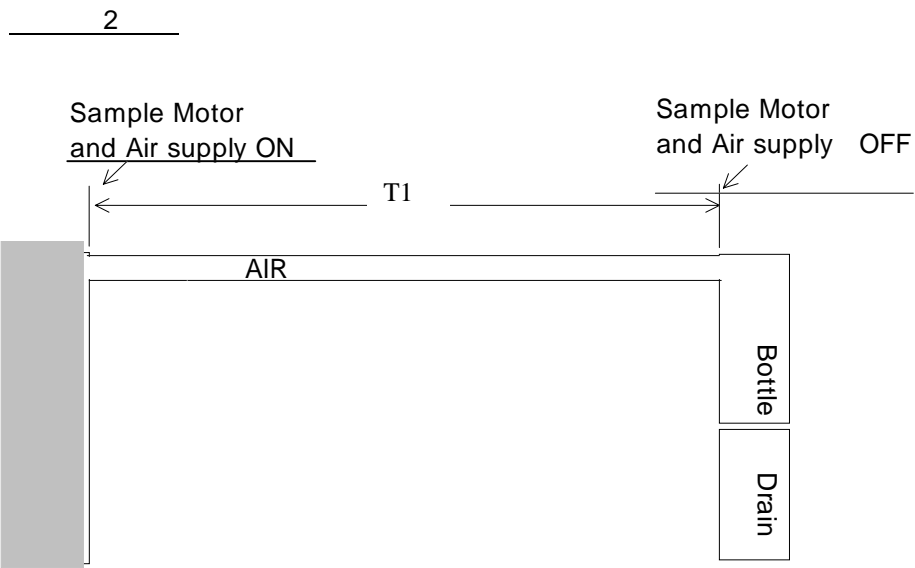 2
Sample Motor
and Air supply ON
Sample Motor
and Air supply OFF
T1
AIR
Bottle
Drain